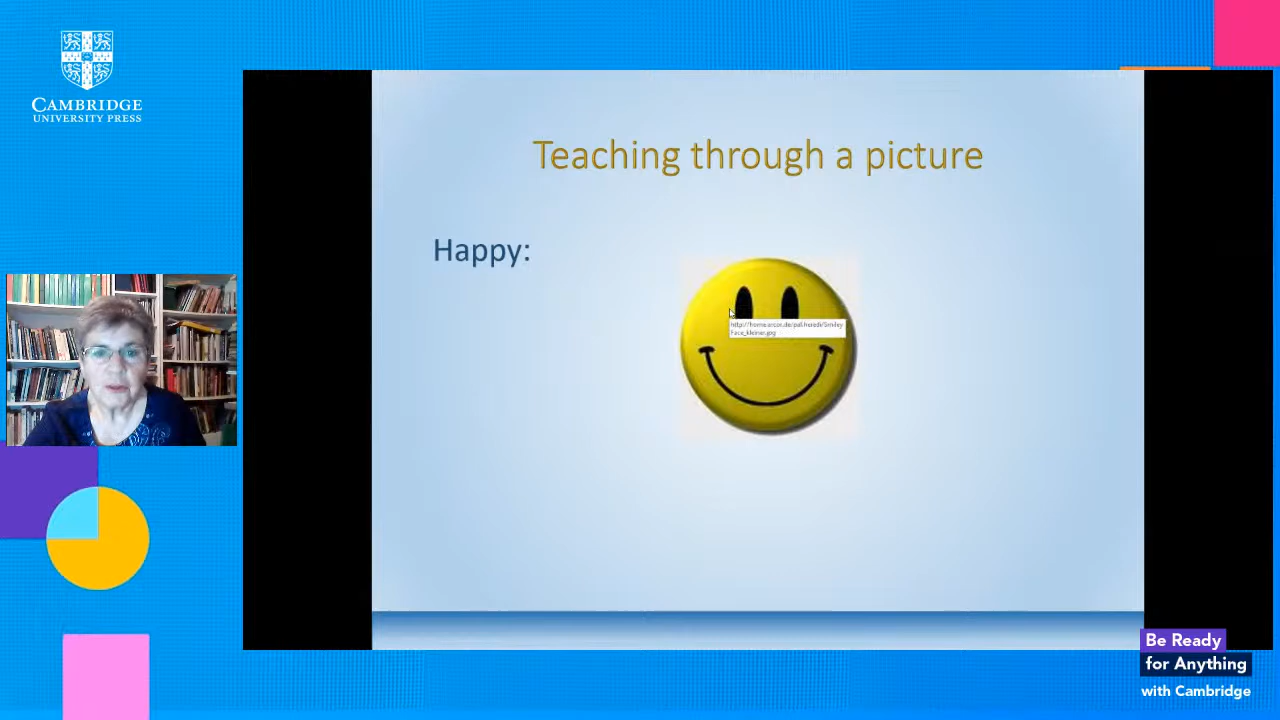 CAMBRIDGE
UNIVERSITY PRESS
Teaching through a picture
Happy:
Be Ready
for Anything
with Cambridge